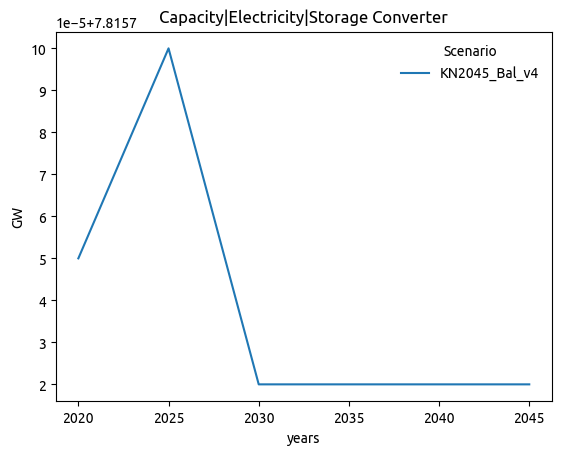 Capacity|Electricity|Storage Converter
1e−5+7.8157
Scenario
KN2045_Bal_v4
10
9
8
7
6
5
4
3
2
GW
2020 2025 2030 2035 2040 2045
years